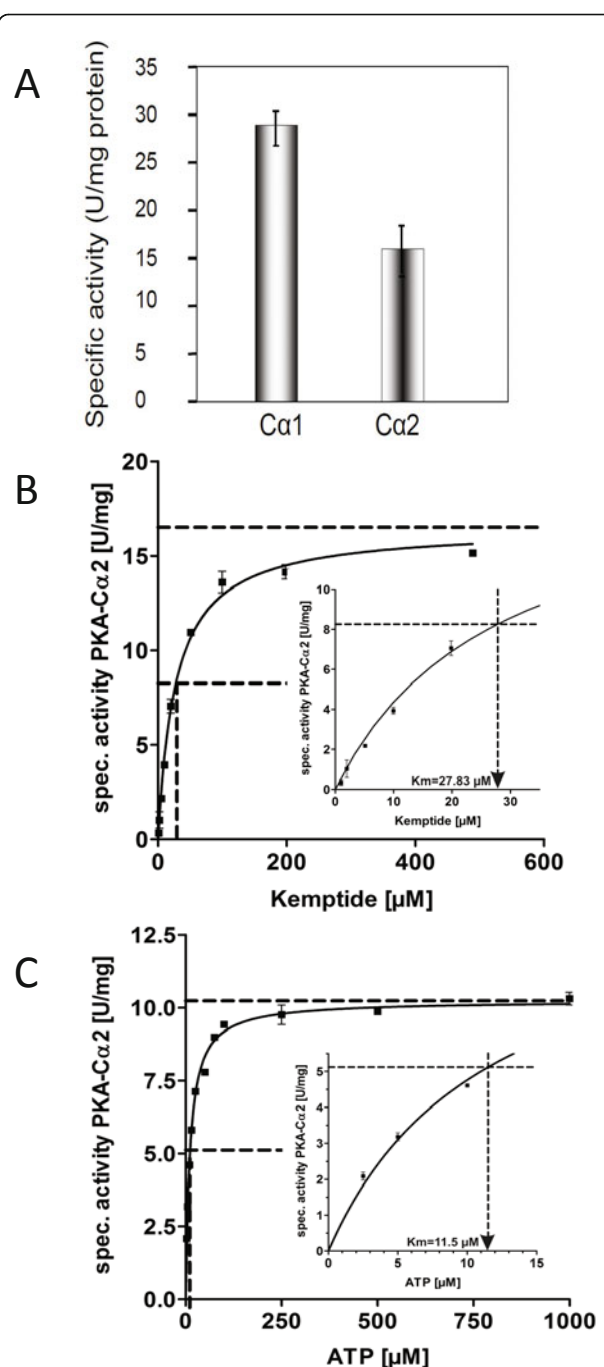 A
Specific activity (U/mg protein)
35
30
25
20
15
10
5
0
Cα1 Cα2
B
spec. activity PKA-Cα2 [U/mg]
20
15
10
5
0
0 200 400 600
Kemptide [µM]
spec. activity PKA-Cα2 [U/mg]
10
8
6
4
2
0
Km=27.83 µM
0 10 20 30
Kemptide [µM]
C
spec. activity PKA-Cα2 [U/mg]
12.5
10.0
7.5
5.0
2.5
0.0
0 250 500 750 1000
ATP [µM]
spec. activity PKA-Cα2 [U/mg]
5
4
3
2
1
0
Km=11.5 µM
0 5 10 15
ATP [µM]